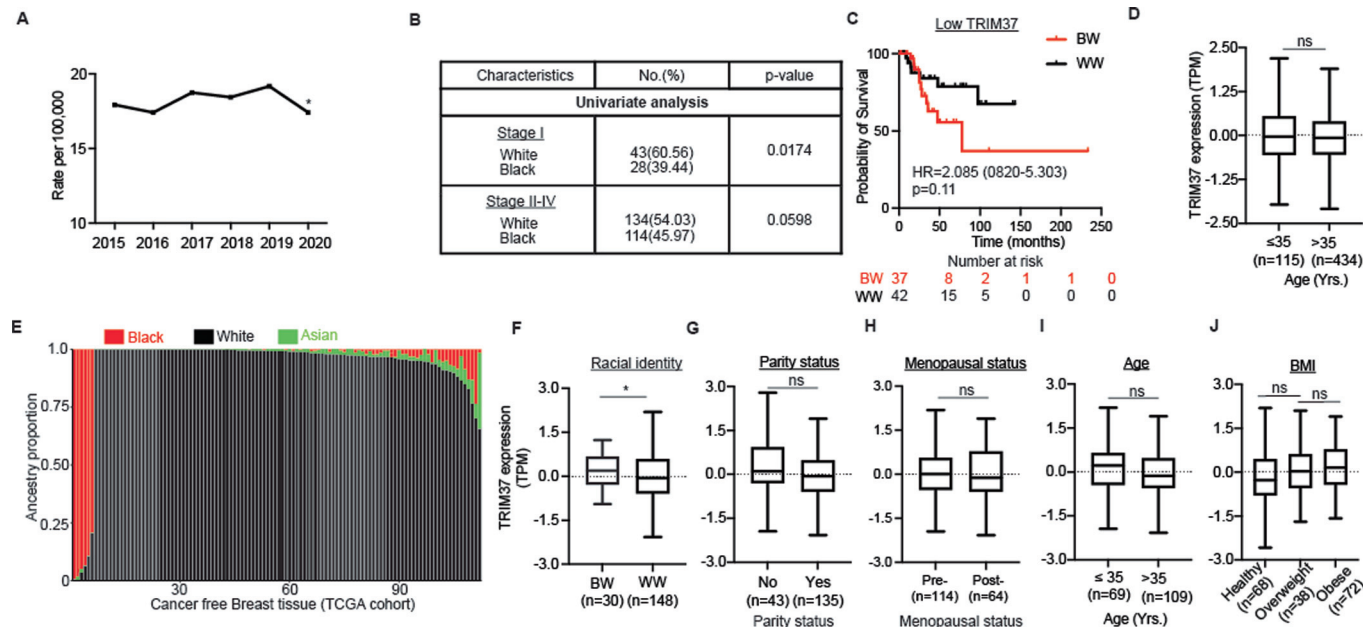 A
20
15
10
Rate per 100,000
*
2015 2016 2017 2018 2019 2020
B
Characteristics No.(%) p-value
Univariate analysis
Stage I
White 43(60.56)
Black 28(39.44)
0.0174
Stage II-IV
White 134(54.03)
Black 114(45.97)
0.0598
C
Low TRIM37
BW
WW
100
50
0
Probability of Survival
HR=2.085 (0820-5.303)
p=0.11
0 50 100 150 200 250
Time (months)
Number at risk
BW 37 8 2 1 1 0
WW 42 15 5 0 0 0
D
ns
2.50
1.25
0.00
-1.25
-2.50
TRIM37 expression (TPM)
≤35 >35
(n=115) (n=434)
Age (Yrs.)
E
Black White Asian
1.0
0.75
0.50
0.25
0
Ancestry proportion
30 60 90
Cancer free Breast tissue (TCGA cohort)
F
Racial identity
*
3.0
1.5
0.0
-1.5
-3.0
TRIM37 expression
(TPM)
BW WW
(n=30) (n=148)
G
Parity status
ns
3.0
1.5
0.0
-1.5
-3.0
No Yes
(n=43) (n=135)
Parity status
H
Menopausal status
ns
3.0
1.5
0.0
-1.5
-3.0
Pre- Post-
(n=114) (n=64)
Menopausal status
I
Age
ns
3.0
1.5
0.0
-1.5
-3.0
≤ 35 >35
(n=69) (n=109)
Age (Yrs.)
J
BMI
ns ns
3.0
1.5
0.0
-1.5
-3.0
Healthy
(n=68)
Overweight
(n=38)
Obese
(n=72)